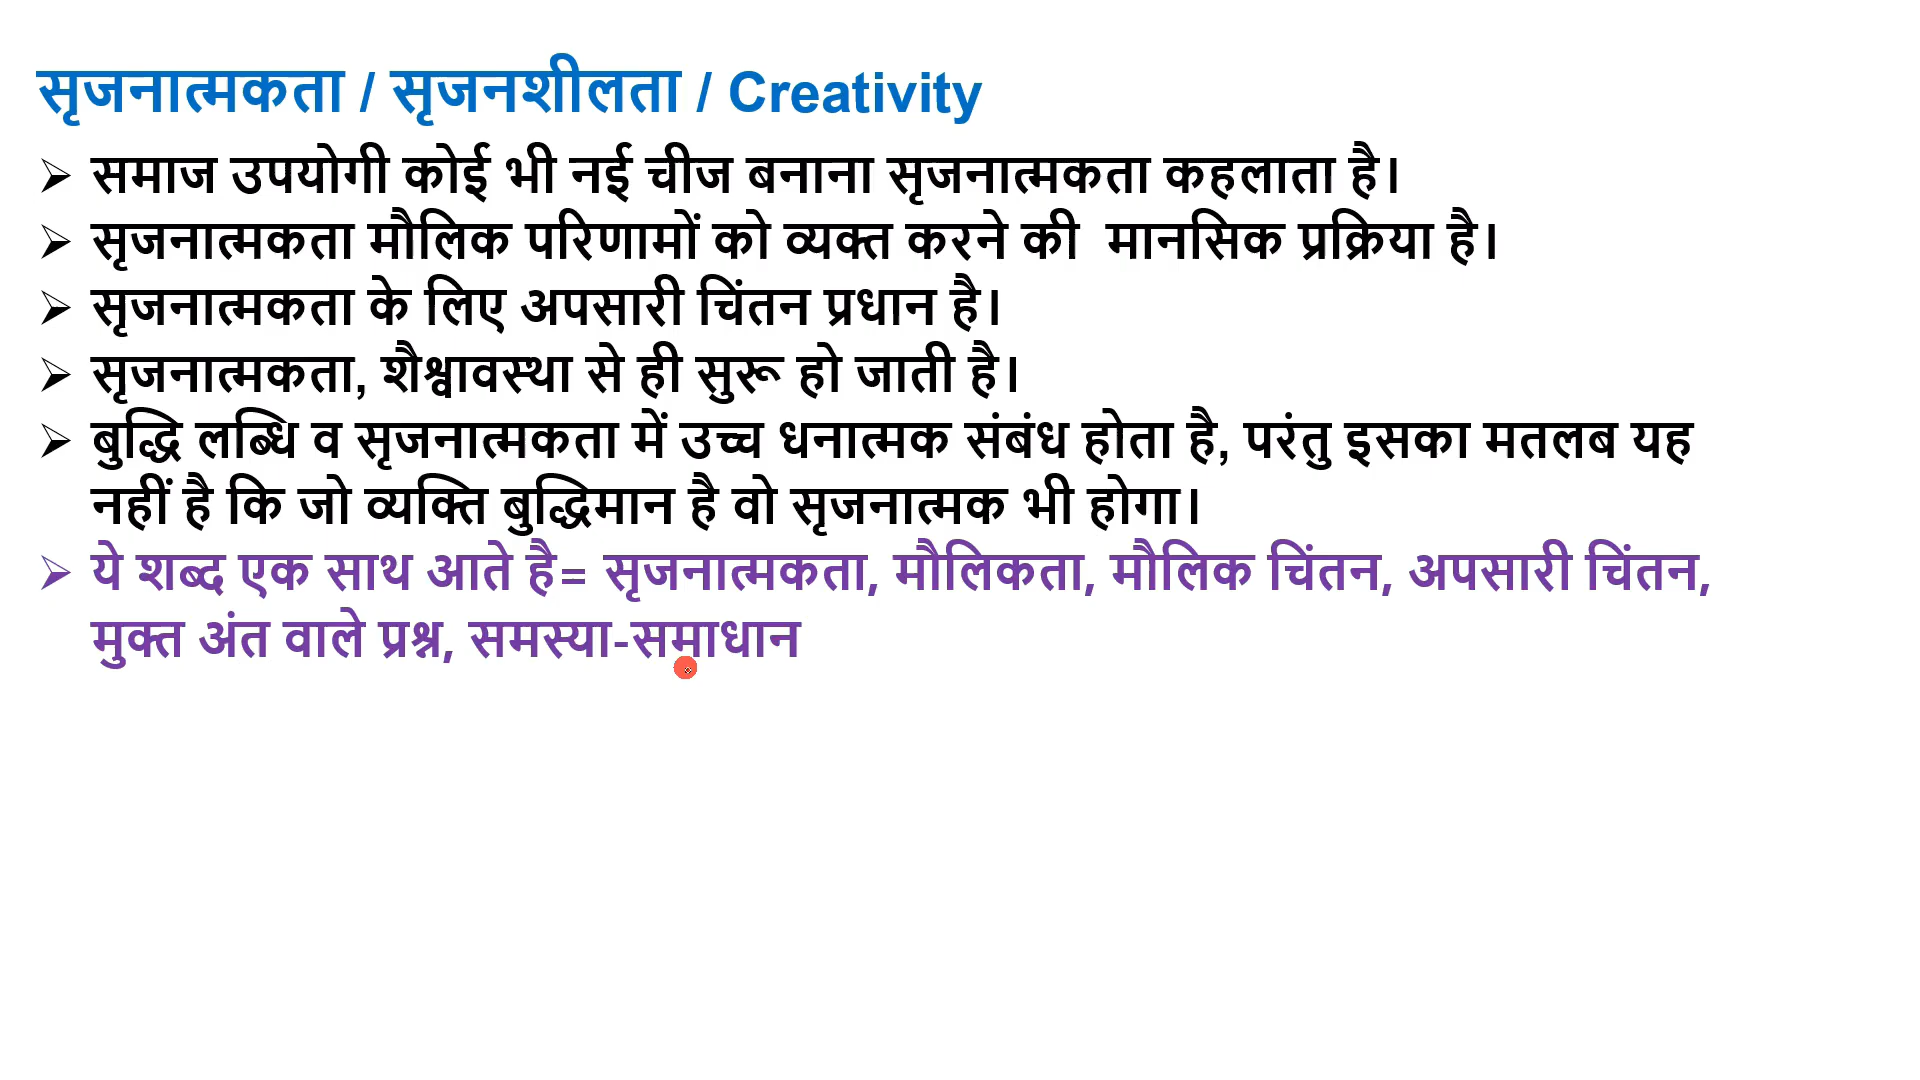 सृजनात्मकता / सृजनशीलता / Creativity
➢ समाज उपयोगी कोई भी नई चीज बनाना सृजनात्मकता कहलाता है।
➢ सृजनात्मकता मौलिक परिणामों को व्यक्त करने की मानसिक प्रक्रिया है।
➢ सृजनात्मकता के लिए अपसारी चिंतन प्रधान है।
➢ सृजनात्मकता, शैश्वावस्था से ही सुरू हो जाती है।
➢ बुद्धि लब्धि व सृजनात्मकता में उच्च धनात्मक संबंध होता है, परंतु इसका मतलब यह
नहीं है कि जो व्यक्ति बुद्धिमान है वो सृजनात्मक भी होगा।
➢ ये शब्द एक साथ आते है= सृजनात्मकता, मौलिकता, मौलिक चिंतन, अपसारी चिंतन,
मुक्त अंत वाले प्रश्न, समस्या-समाधान